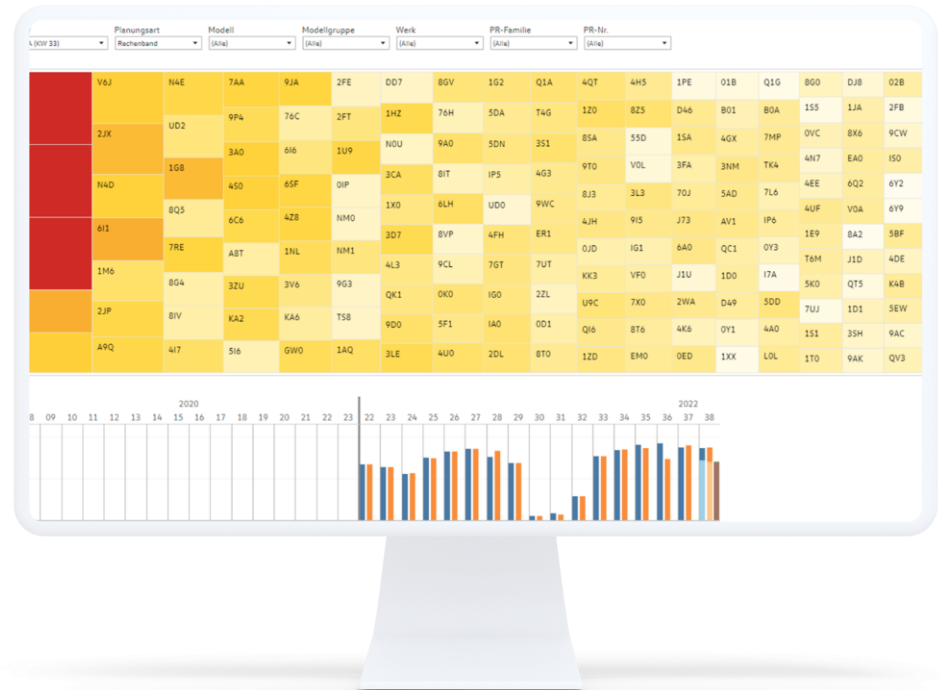 Planungsart Modell Modellgruppe Werk PR-Familie PR-Nr.
(KW 33) Rechenband (Alle) (Alle) (Alle) (Alle) (Alle)
V6J N4E 7AA 9JA 2FE DD7 8GV 1G2 Q1A 4QT 4H5 1PE 01B Q1G 8G0 DJ8 02B
9P4 76C 2FT 1HZ 76H 5DA T4G 1Z0 8Z5 D46 B01 B0A 1S5 1JA 2FB
2JX UD2 3A0 6I6 1U9 N0U 9A0 5DN 3S1 8SA 55D 1SA 4GX 7MP 0VC 8X6 9CW
1G8 3CA 8IT IP5 4G3 9T0 V0L 3FA 3NM TK4 4N7 EA0 IS0
N4D 4S0 6SF 0IP 1X0 6LH UD0 9WC 8J3 3L3 70J 5AD 7L6 4EE 6Q2 6Y2
8Q5 6C6 4Z8 NM0 4JH 9I5 J73 AV1 IP6 4UF V0A 6Y9
6I1 7RE A8T 1NL NM1 3D7 8VP 4FH ER1 0JD IG1 6A0 QC1 0Y3 1E9 8A2 5BF
1M6 8G4 3ZU 3V6 9G3 4L3 9CL 7GT 7UT KK3 VF0 J1U 1D0 I7A T6M J1D 4DE
QK1 0K0 IG0 2ZL U9C 7X0 2WA D49 5DD 5K0 QT5 K4B
2JP 8IV KA2 KA6 TS8 9D0 5F1 IA0 0D1 QI6 8T6 4K6 0Y1 4A0 7UJ 1D1 5EW
1S1 3SH 9AC
A9Q 4I7 5I6 GW0 1AQ 3LE 4U0 2DL 8T0 1ZD EM0 0ED 1XX L0L 1T0 9AK QV3
2020 2022
8 09 10 11 12 13 14 15 16 17 18 19 20 21 22 23 22 23 24 25 26 27 28 29 30 31 32 33 34 35 36 37 38